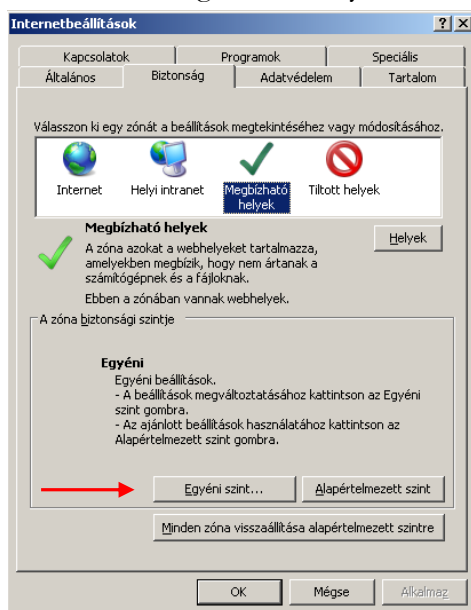 Internetbeállítások
Kapcsolatok Programok Speciális
Általános Biztonság Adatvédelem Tartalom
Válasszon ki egy zónát a beállítások megtekintéséhez vagy módosításához.
Internet Helyi intranet Megbízható helyek Tiltott helyek
Megbízható helyek
Helyek
A zóna azokat a webhelyeket tartalmazza,
amelyekben megbízik, hogy nem ártanak a
számítógépnek és a fájloknak.
Ebben a zónában vannak webhelyek.
A zóna biztonsági szintje
Egyéni
Egyéni beállítások.
- A beállítások megváltoztatásához kattintson az Egyéni
szint gombra.
- Az ajánlott beállítások használatához kattintson az
Alapértelmezett szint gombra.
Egyéni szint... Alapértelmezett szint
Minden zóna visszaállítása alapértelmezett szintre
OK Mégse Alkalmaz